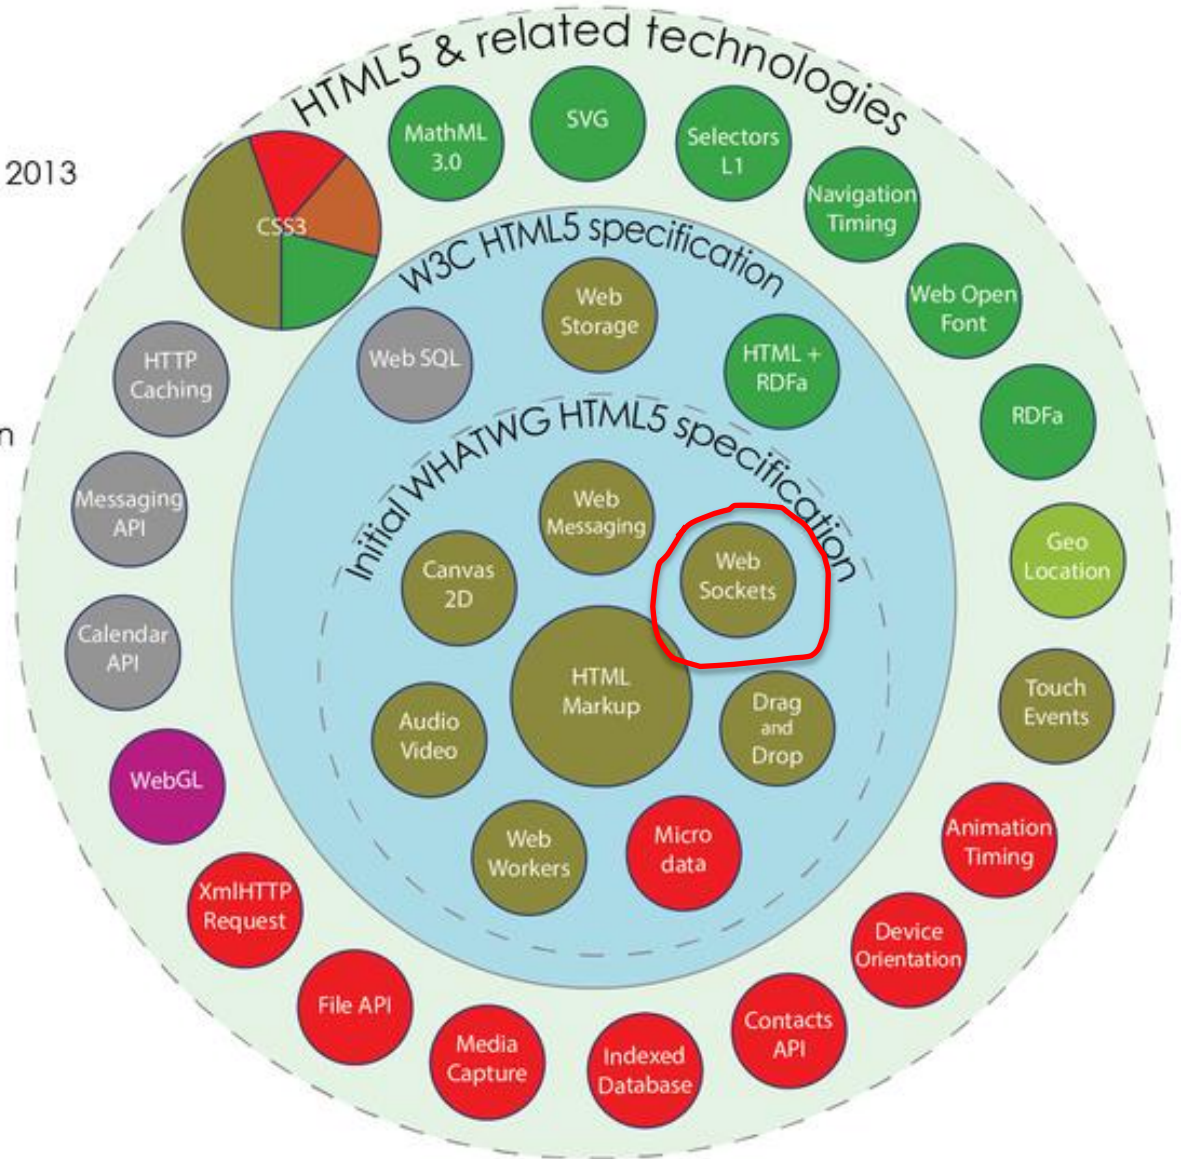 HTML5 & related technologies
2013
n
MathML
3.0
SVG
Selectors
L1
Navigation
Timing
Web Open
Font
RDFa
Geo
Location
Touch
Events
Animation
Timing
Device
Orientation
Contacts
API
Indexed
Database
Media
Capture
File API
XmlHTTP
Request
WebGL
Calendar
API
Messaging
API
HTTP
Caching
CSS3
W3C HTML5 specification
Web SQL
Web
Storage
HTML +
RDFa
Initial WHATWG HTML5 specification
Web
Messaging
Web
Sockets
Canvas
2D
HTML
Markup
Drag
and
Drop
Audio
Video
Web
Workers
Micro
data